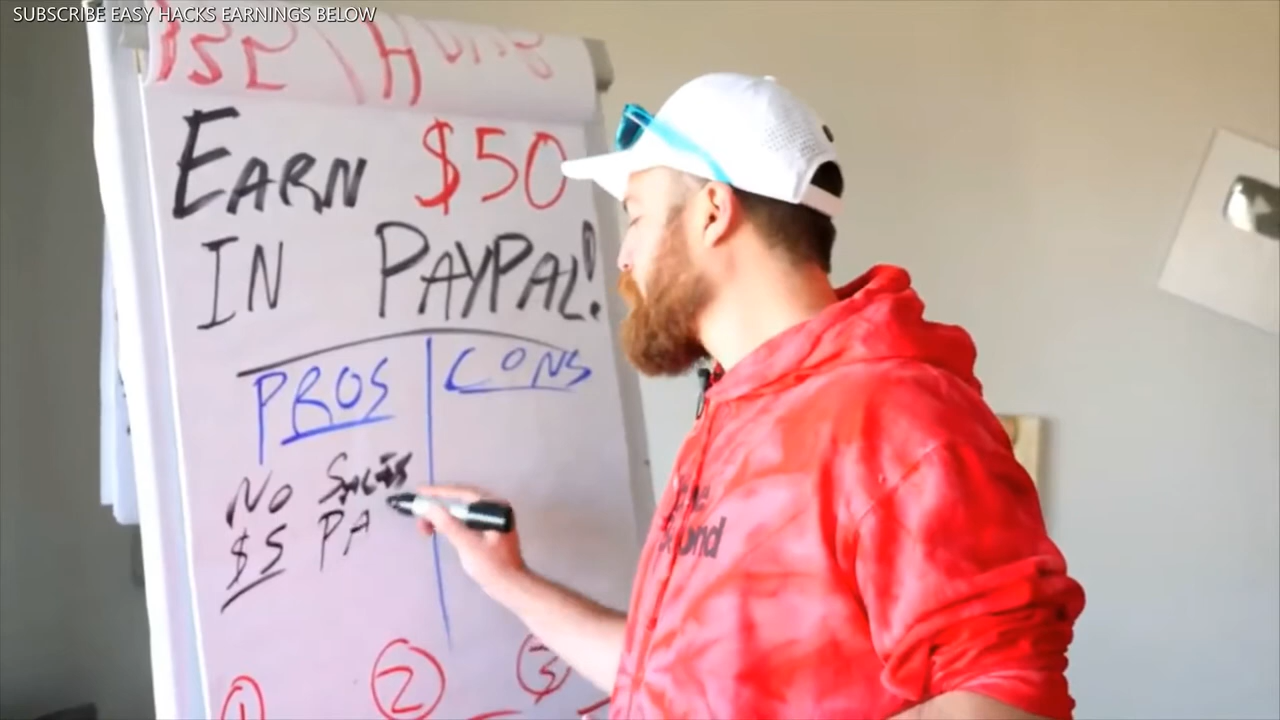 SUBSCRIBE EASY HACKS EARNINGS BELOW
EARN $50
IN PAYPAL!
PROS
CONS
NO SALES
$5 PA
1 2 3